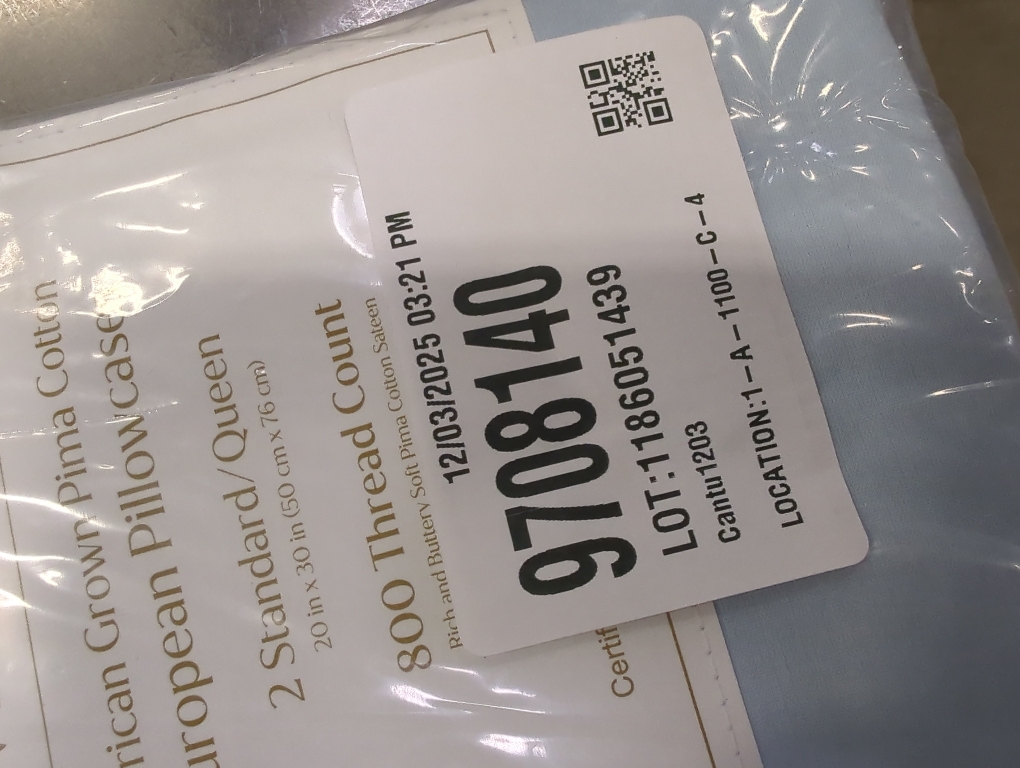 rican Grown Pima Cotton
uropean Pillowcase
2 Standard/Queen
20 in x 30 in (50 cm x 76 cm)
800 Thread Count
Rich and Buttery Soft Pima Cotton Sateen
Certif
12/03/2025 03:21 PM
9708140
LOT:1186051439
Cantu1203
LOCATION:1-A-1100-C-4